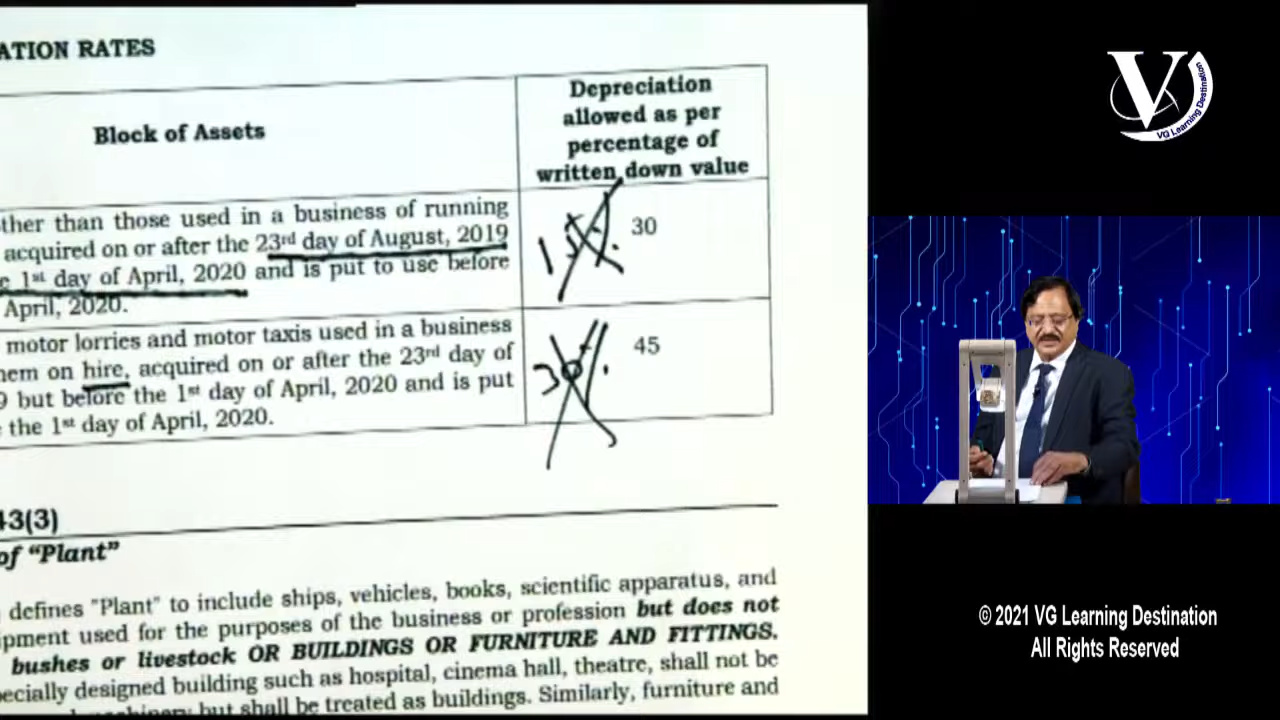 ATION RATES
Block of Assets
Depreciation
allowed as per
percentage of
written down value
ther than those used in a business of running
acquired on or after the 23rd day of August, 2019
1st day of April, 2020 and is put to use before
April, 2020.
15%.
30
motor lorries and motor taxis used in a business
hem on hire, acquired on or after the 23rd day of
9 but before the 1st day of April, 2020 and is put
the 1st day of April, 2020.
30%.
45
43(3)
of "Plant"
defines "Plant" to include ships, vehicles, books, scientific apparatus, and
ipment used for the purposes of the business or profession but does not
bushes or livestock OR BUILDINGS OR FURNITURE AND FITTINGS.
pecially designed building such as hospital, cinema hall, theatre, shall not be
but shall be treated as buildings. Similarly, furniture and
V
VG Learning Destination
© 2021 VG Learning Destination
All Rights Reserved